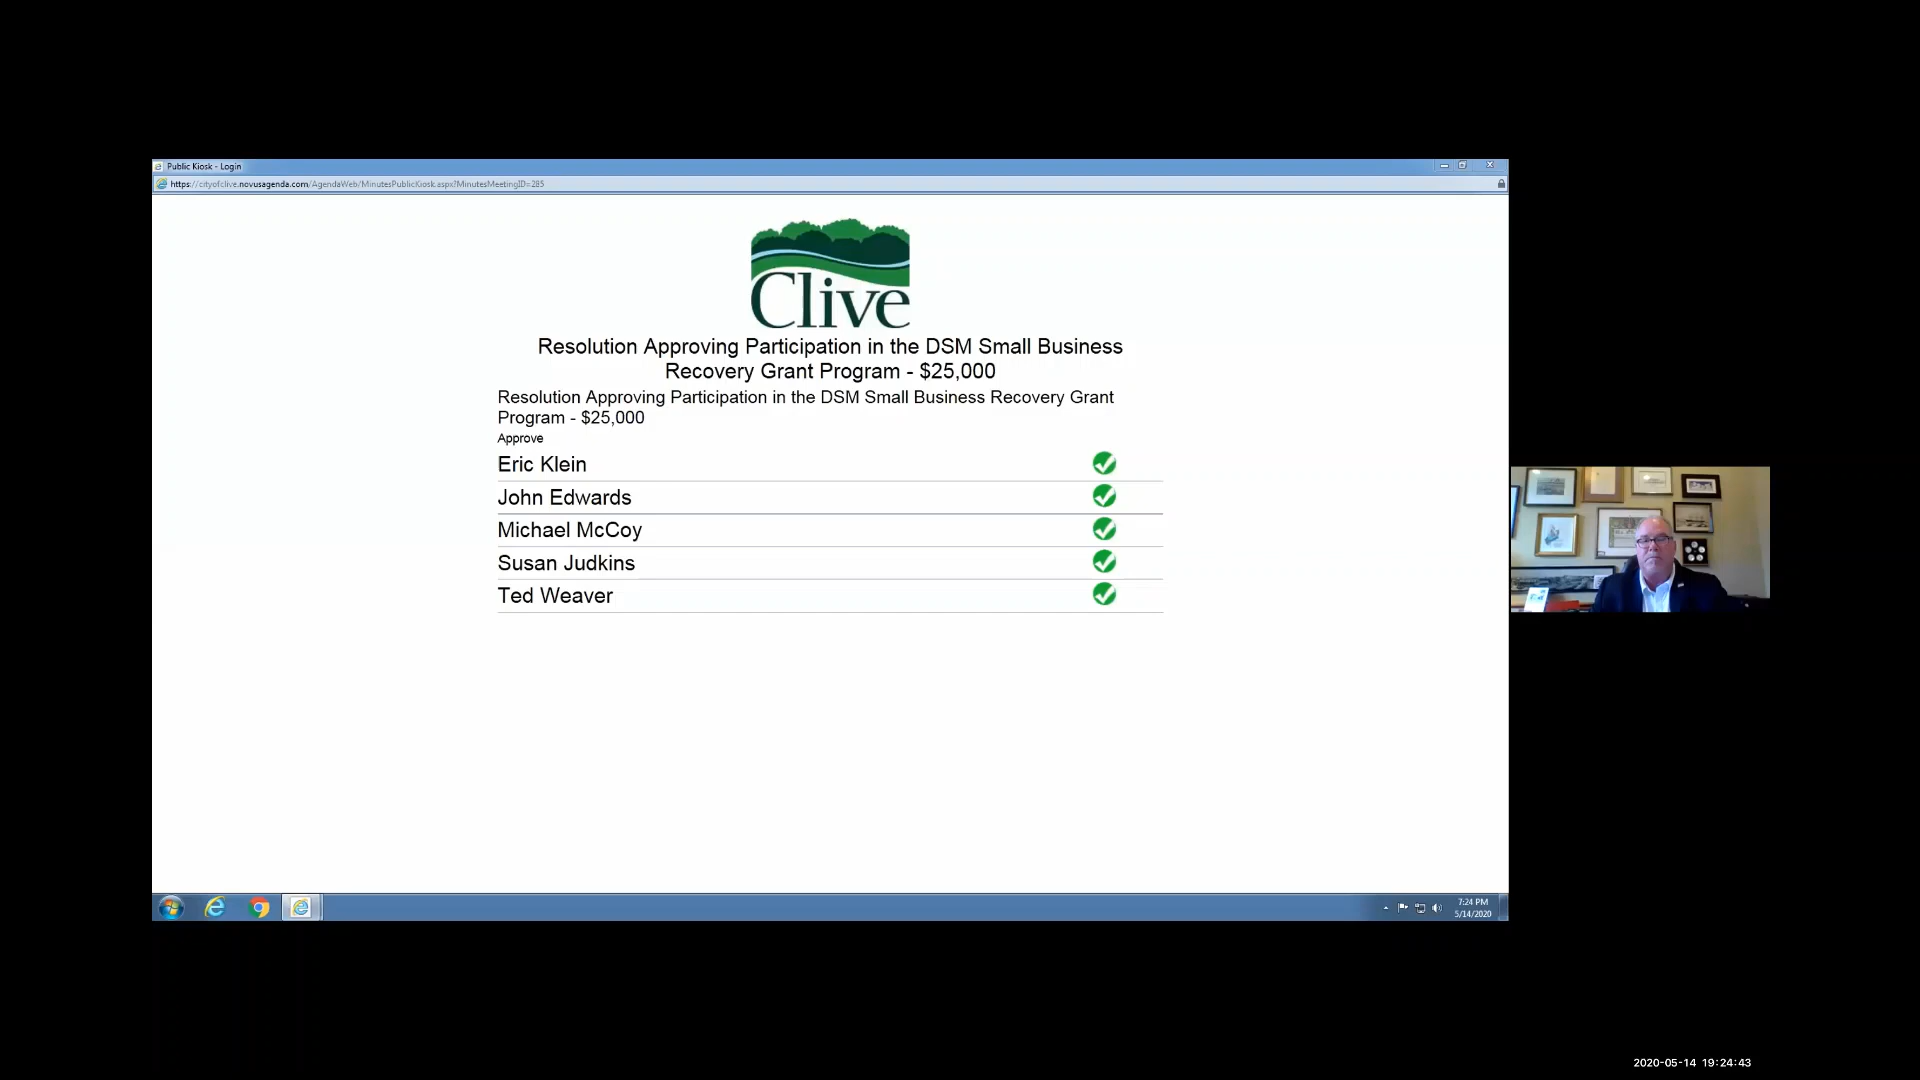 Public Kiosk - Login
https://cityofclive.novusagenda.com/AgendaWeb/MinutesPublicKiosk.aspx?MinutesMeetingID=285
Clive
Resolution Approving Participation in the DSM Small Business
Recovery Grant Program - $25,000
Resolution Approving Participation in the DSM Small Business Recovery Grant
Program - $25,000
Approve
Eric Klein
John Edwards
Michael McCoy
Susan Judkins
Ted Weaver
7:24 PM
5/14/2020
2020-05-14 19:24:43